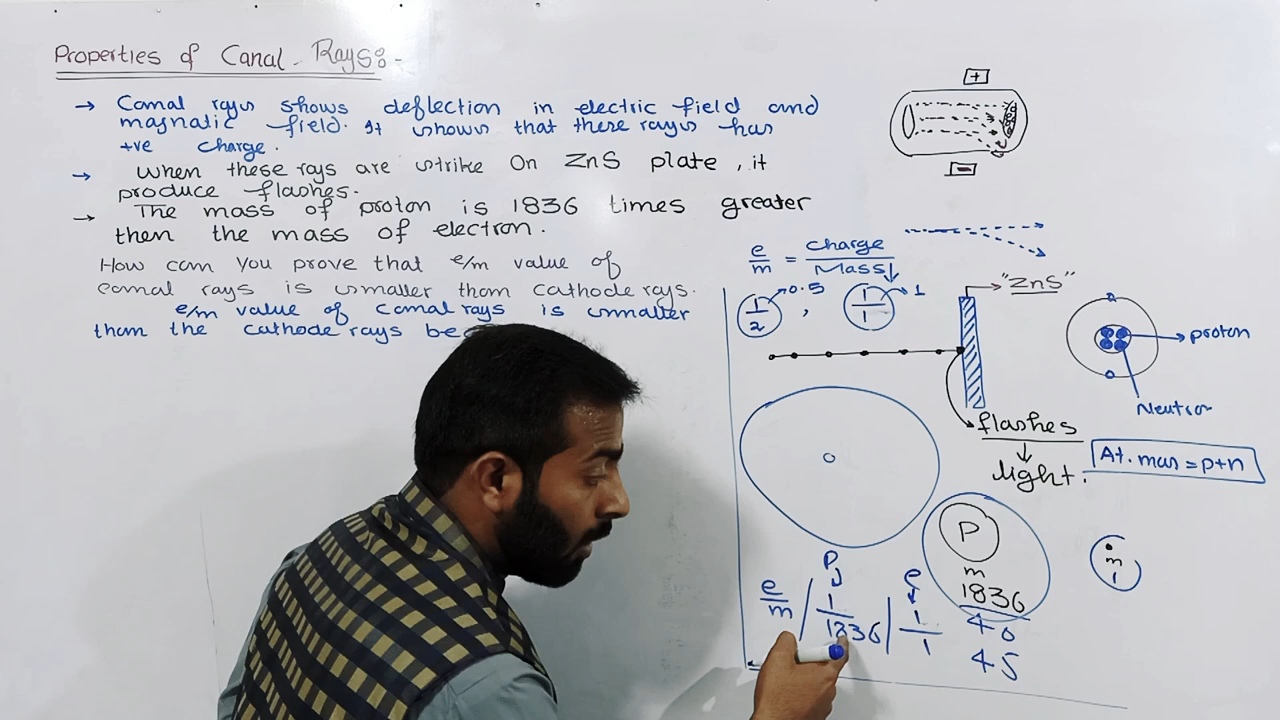 Properties of Canal Rays:-
→ Canal rays shows deflection in electric field and
magnatic field. It shows that these rays has
+ve charge.
→ When these rays are strike On ZnS plate, it
produce flashes.
→ The mass of proton is 1836 times greater
then the mass of electron.
How can you prove that e/m value of
canal rays is smaller than cathode rays.
e/m value of canal rays is smaller
than the cathode rays be
+
-
e/m = Charge/Mass ↓
1/2 → 0.5 , 1/1 → 1
→ "ZnS"
→ proton
Neutron
flashes
↓
light.
At. mas = p+n
P
m
1836
m
1
e/m / P 1/1836 | e 1/1
40
45